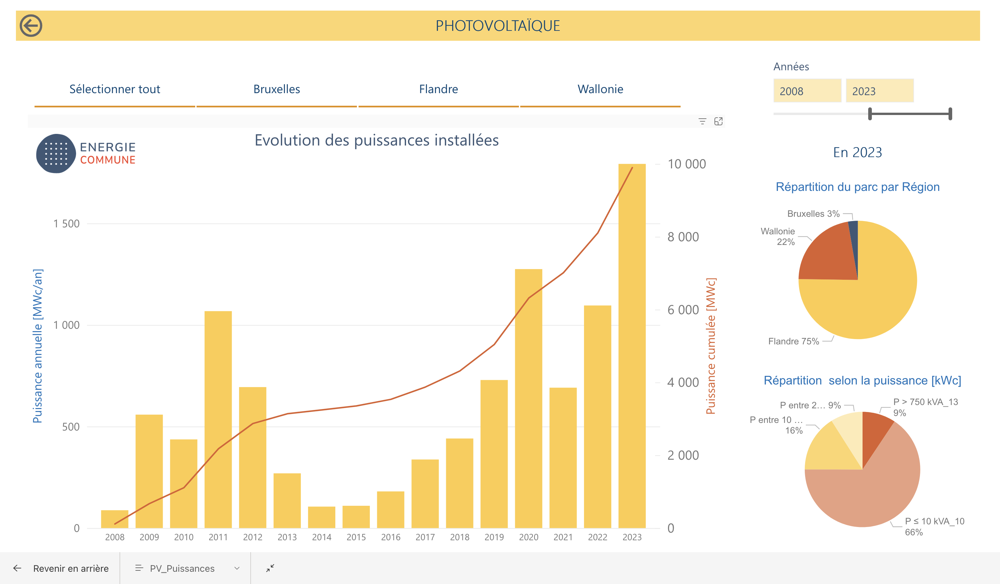 PHOTOVOLTAÏQUE
Années
2008
2023
Sélectionner tout
Bruxelles
Flandre
Wallonie
ENERGIE
COMMUNE
Evolution des puissances installées
Puissance annuelle [MWc/an]
1 500
1 000
500
0
10 000
8 000
6 000
4 000
2 000
0
Puissance cumulée [MWc]
2008
2009
2010
2011
2012
2013
2014
2015
2016
2017
2018
2019
2020
2021
2022
2023
En 2023
Répartition du parc par Région
Bruxelles 3%
Wallonie
22%
Flandre 75%
Répartition  selon la puissance [kWc]
P entre 2... 9%
P > 750 kVA_13
9%
P entre 10 ...
16%
P ≤ 10 kVA_10
66%
Revenir en arrière
PV_Puissances